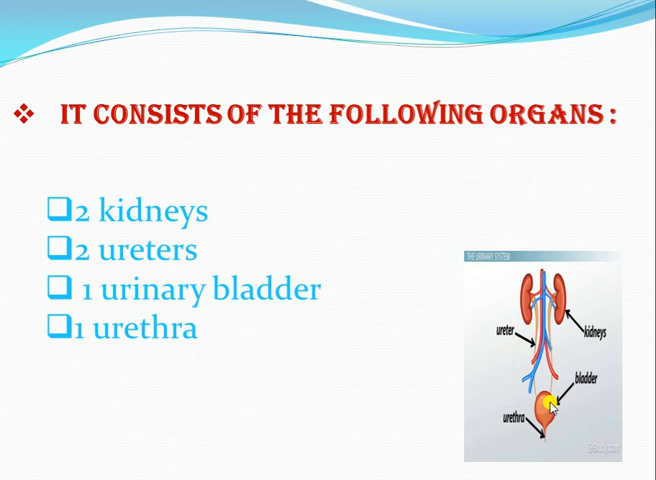 IT CONSISTS OF THE FOLLOWING ORGANS :
2 kidneys
2 ureters
1 urinary bladder
1 urethra
THE URINARY SYSTEM
ureter
kidneys
bladder
urethra